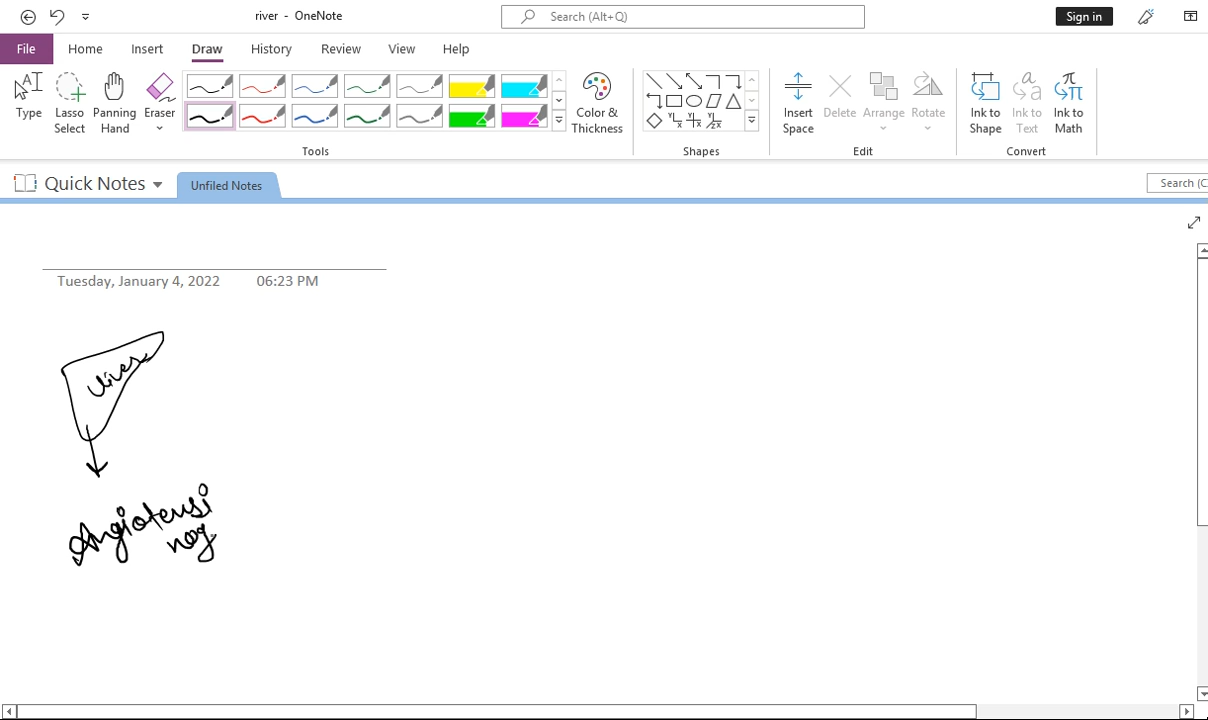 river - OneNote
Search (Alt+Q)
Sign in
File Home Insert Draw History Review View Help
Type
Lasso Select
Panning Hand
Eraser
Color & Thickness
Insert Space
Delete
Arrange
Rotate
Ink to Shape
Ink to Text
Ink to Math
Tools
Shapes
Edit
Convert
Quick Notes
Unfiled Notes
Search (C
Tuesday, January 4, 2022 06:23 PM
liver
Angiotensi
nog